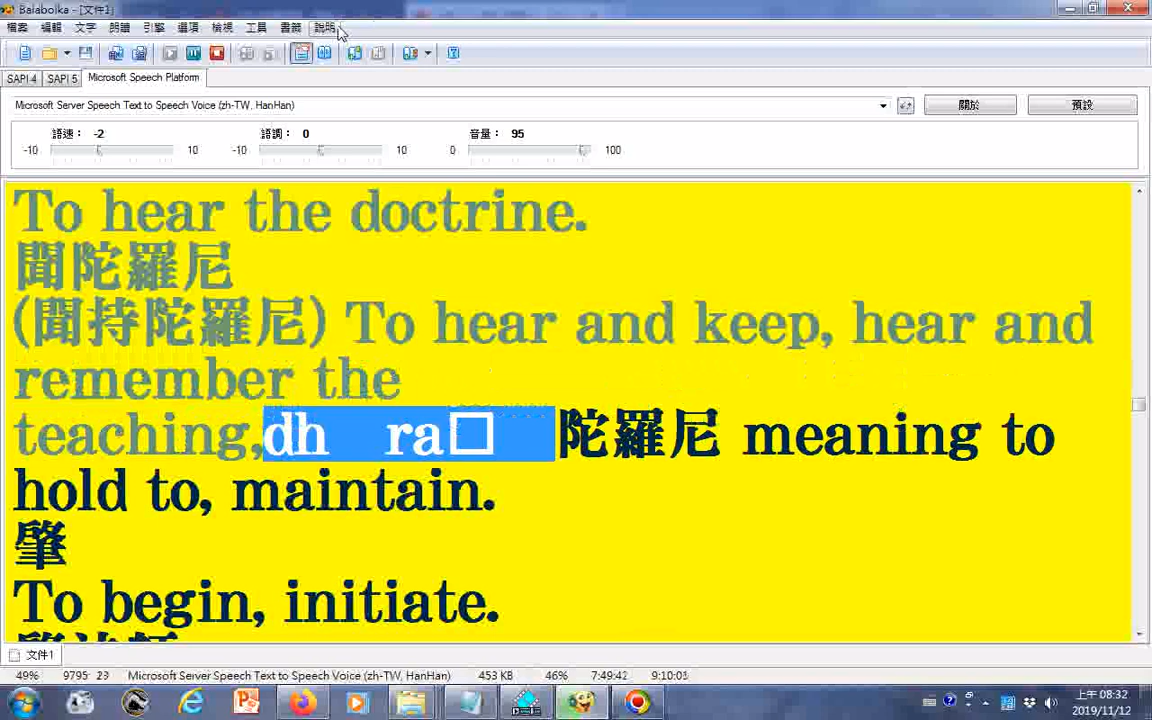 Balabolka - [文件1]
檔案 編輯 文字 朗讀 引擎 選項 檢視 工具 書籤 說明
SAPI 4 SAPI 5 Microsoft Speech Platform
Microsoft Server Speech Text to Speech Voice (zh-TW, HanHan) 關於 預設
語速： -2 語調： 0 音量： 95
-10 10 -10 10 0 100
To hear the doctrine.
聞陀羅尼
(聞持陀羅尼) To hear and keep, hear and
remember the
teaching,dh ra□ 陀羅尼 meaning to
hold to, maintain.
肇
To begin, initiate.
文件1
49% 9795 : 23 Microsoft Server Speech Text to Speech Voice (zh-TW, HanHan) 453 KB 46% 7:49:42 9:10:03
上午 08:32
2019/11/12